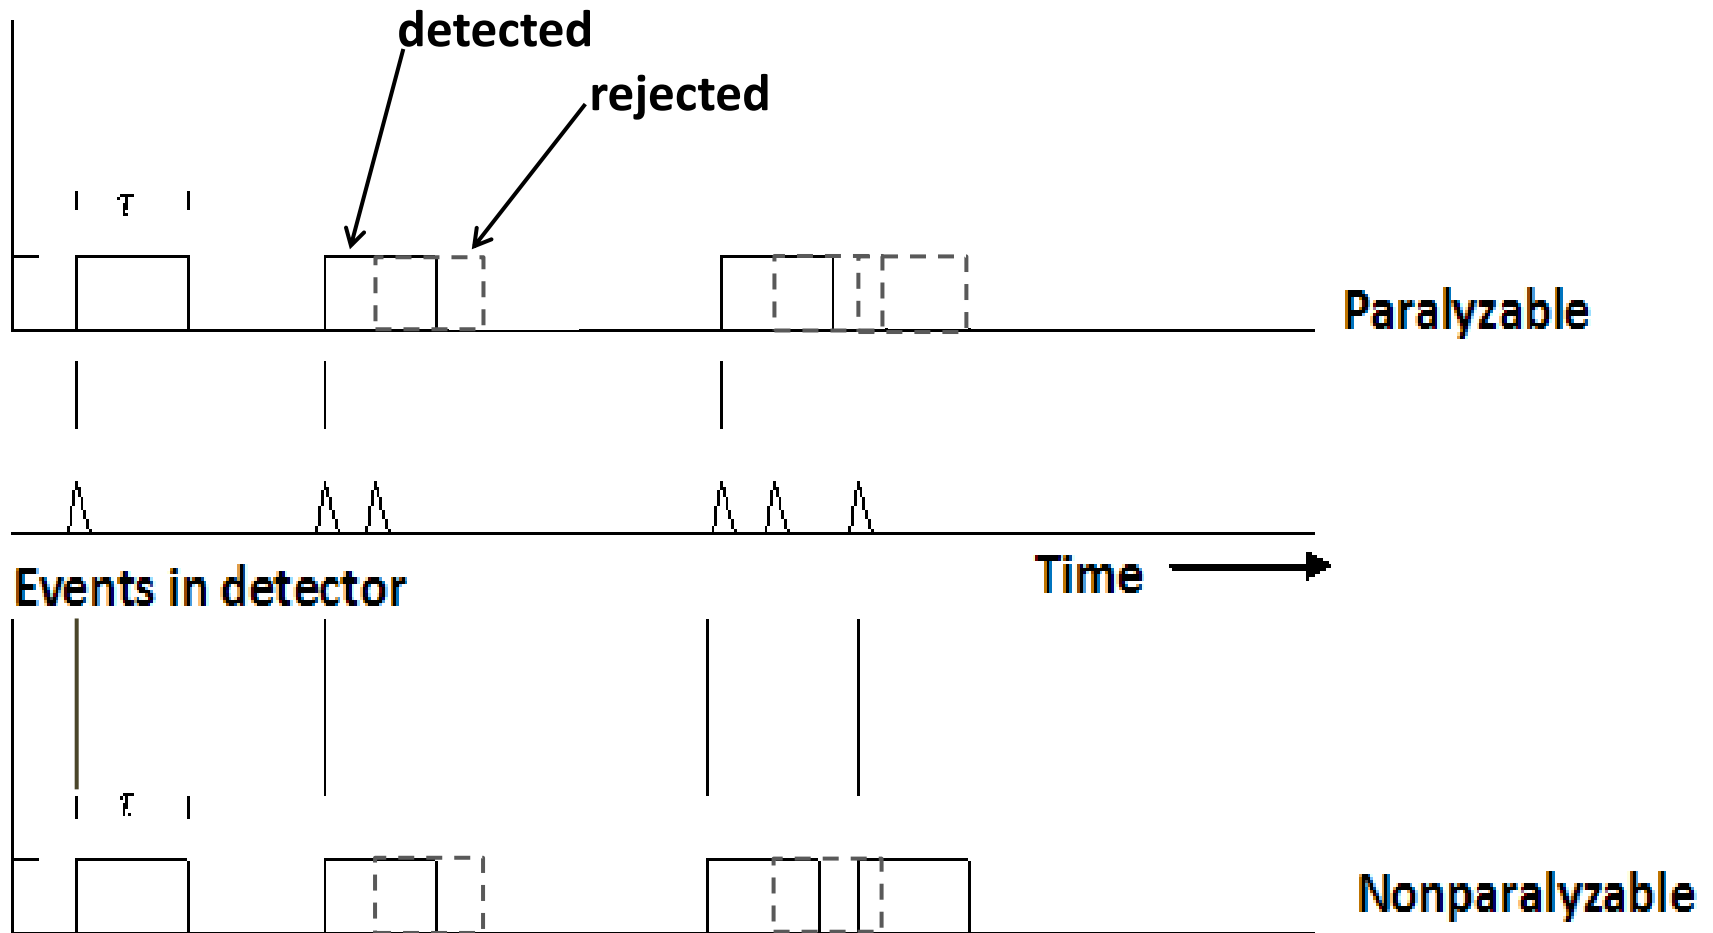 detected
rejected
τ
Paralyzable
Events in detector
Time
τ
Nonparalyzable